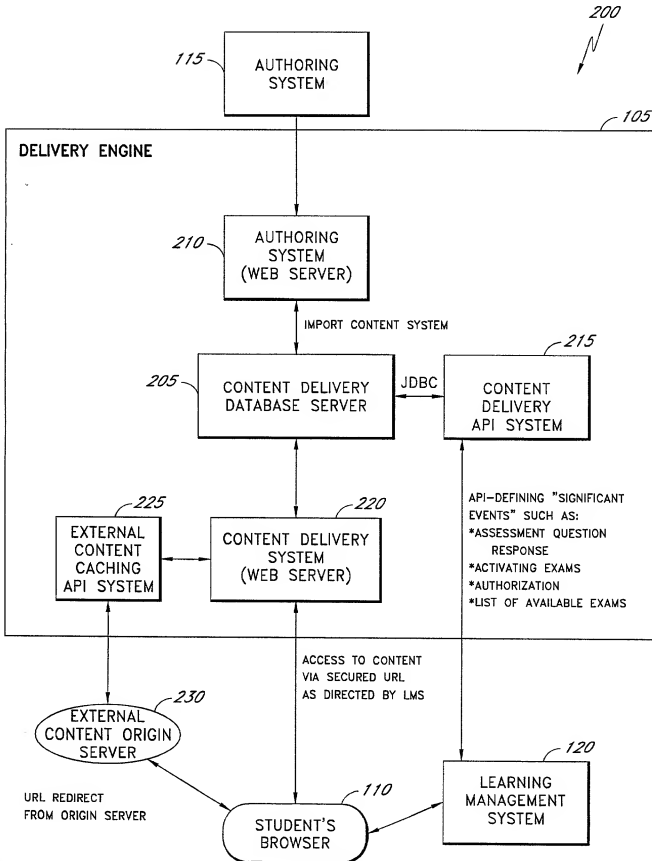 200
115
AUTHORING
SYSTEM
105
DELIVERY ENGINE
210
AUTHORING
SYSTEM
(WEB SERVER)
IMPORT CONTENT SYSTEM
215
205
CONTENT DELIVERY
DATABASE SERVER
JDBC
CONTENT
DELIVERY
API SYSTEM
225
EXTERNAL
CONTENT
CACHING
API SYSTEM
220
CONTENT DELIVERY
SYSTEM
(WEB SERVER)
API-DEFINING "SIGNIFICANT
EVENTS" SUCH AS:
*ASSESSMENT QUESTION
RESPONSE
*ACTIVATING EXAMS
*AUTHORIZATION
*LIST OF AVAILABLE EXAMS
ACCESS TO CONTENT
VIA SECURED URL
AS DIRECTED BY LMS
230
EXTERNAL
CONTENT ORIGIN
SERVER
120
LEARNING
MANAGEMENT
SYSTEM
URL REDIRECT
FROM ORIGIN SERVER
110
STUDENT'S
BROWSER